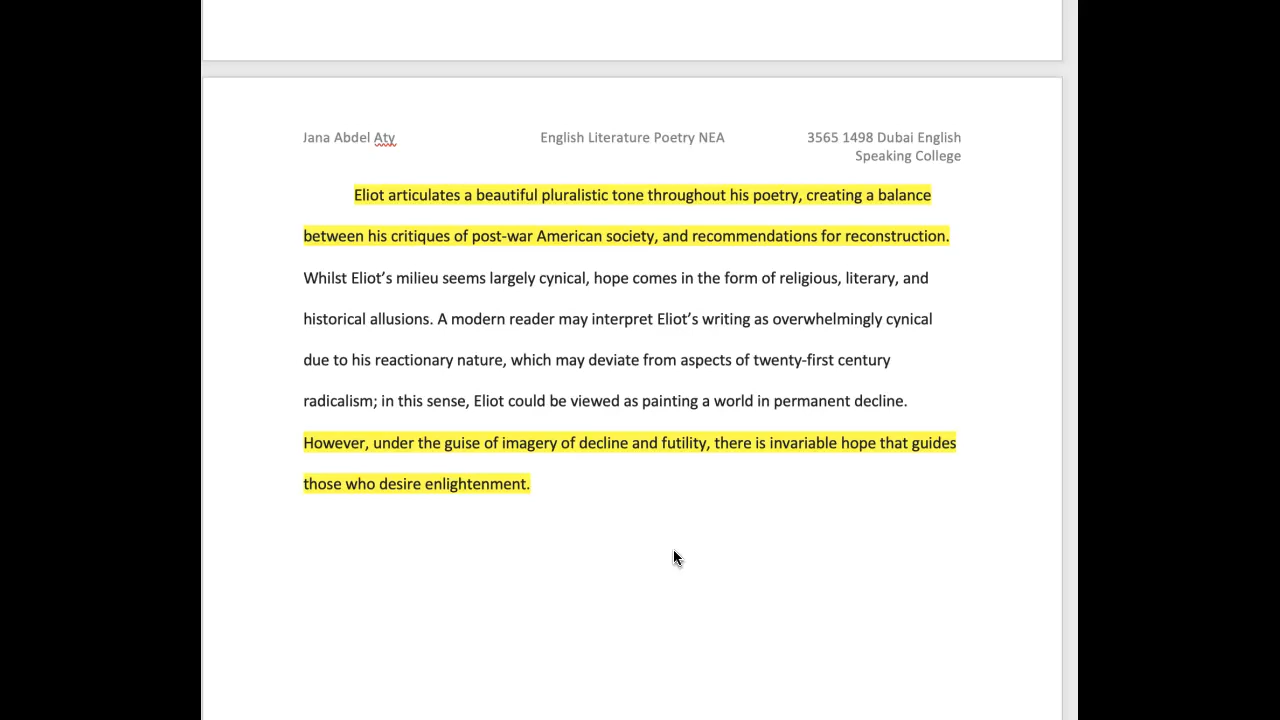 Jana Abdel Aty English Literature Poetry NEA 3565 1498 Dubai English
Speaking College
Eliot articulates a beautiful pluralistic tone throughout his poetry, creating a balance
between his critiques of post-war American society, and recommendations for reconstruction.
Whilst Eliot’s milieu seems largely cynical, hope comes in the form of religious, literary, and
historical allusions. A modern reader may interpret Eliot’s writing as overwhelmingly cynical
due to his reactionary nature, which may deviate from aspects of twenty-first century
radicalism; in this sense, Eliot could be viewed as painting a world in permanent decline.
However, under the guise of imagery of decline and futility, there is invariable hope that guides
those who desire enlightenment.